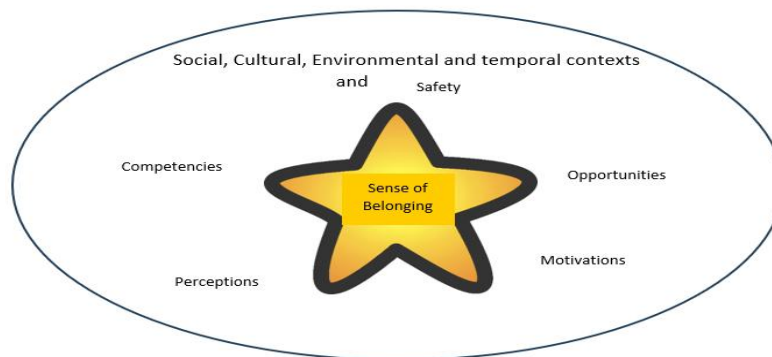 Social, Cultural, Environmental and temporal contexts
and
Safety
Competencies
Opportunities
Sense of
Belonging
Motivations
Perceptions